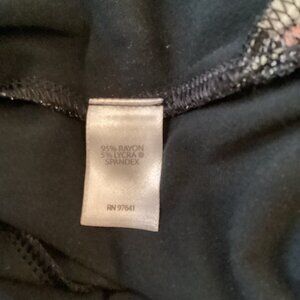 95% RAYON
5% LYCRA ®
SPANDEX
RN 97641